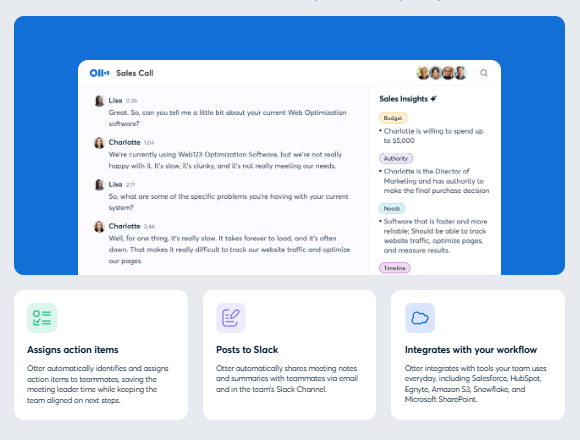 Sales Call
Lisa 0:36
Great. So, can you tell me a little bit about your current Web Optimization
software?
Charlotte 1:04
We're currently using Web123 Optimization Software, but we're not really
happy with it. It's slow, it's clunky, and it's not really meeting our needs.
Lisa 2:11
So, what are some of the specific problems you're having with your current
system?
Charlotte 2:46
Well, for one thing, it's really slow. It takes forever to load, and it's often
down. That makes it really difficult to track our website traffic and optimize
our pages.
Sales Insights
Budget
• Charlotte is willing to spend up
to $5,000
Authority
• Charlotte is the Director of
Marketing and has authority to
make the final purchase decision
Needs
• Software that is faster and more
reliable; Should be able to track
website traffic, optimize pages,
and measure results.
Timeline
Assigns action items
Otter automatically identifies and assigns
action items to teammates, saving the
meeting leader time while keeping the
team aligned on next steps.
Posts to Slack
Otter automatically shares meeting notes
and summaries with teammates via email
and in the team's Slack Channel.
Integrates with your workflow
Otter integrates with tools your team uses
everyday, including Salesforce, HubSpot,
Egnyte, Amazon S3, Snowflake, and
Microsoft SharePoint.